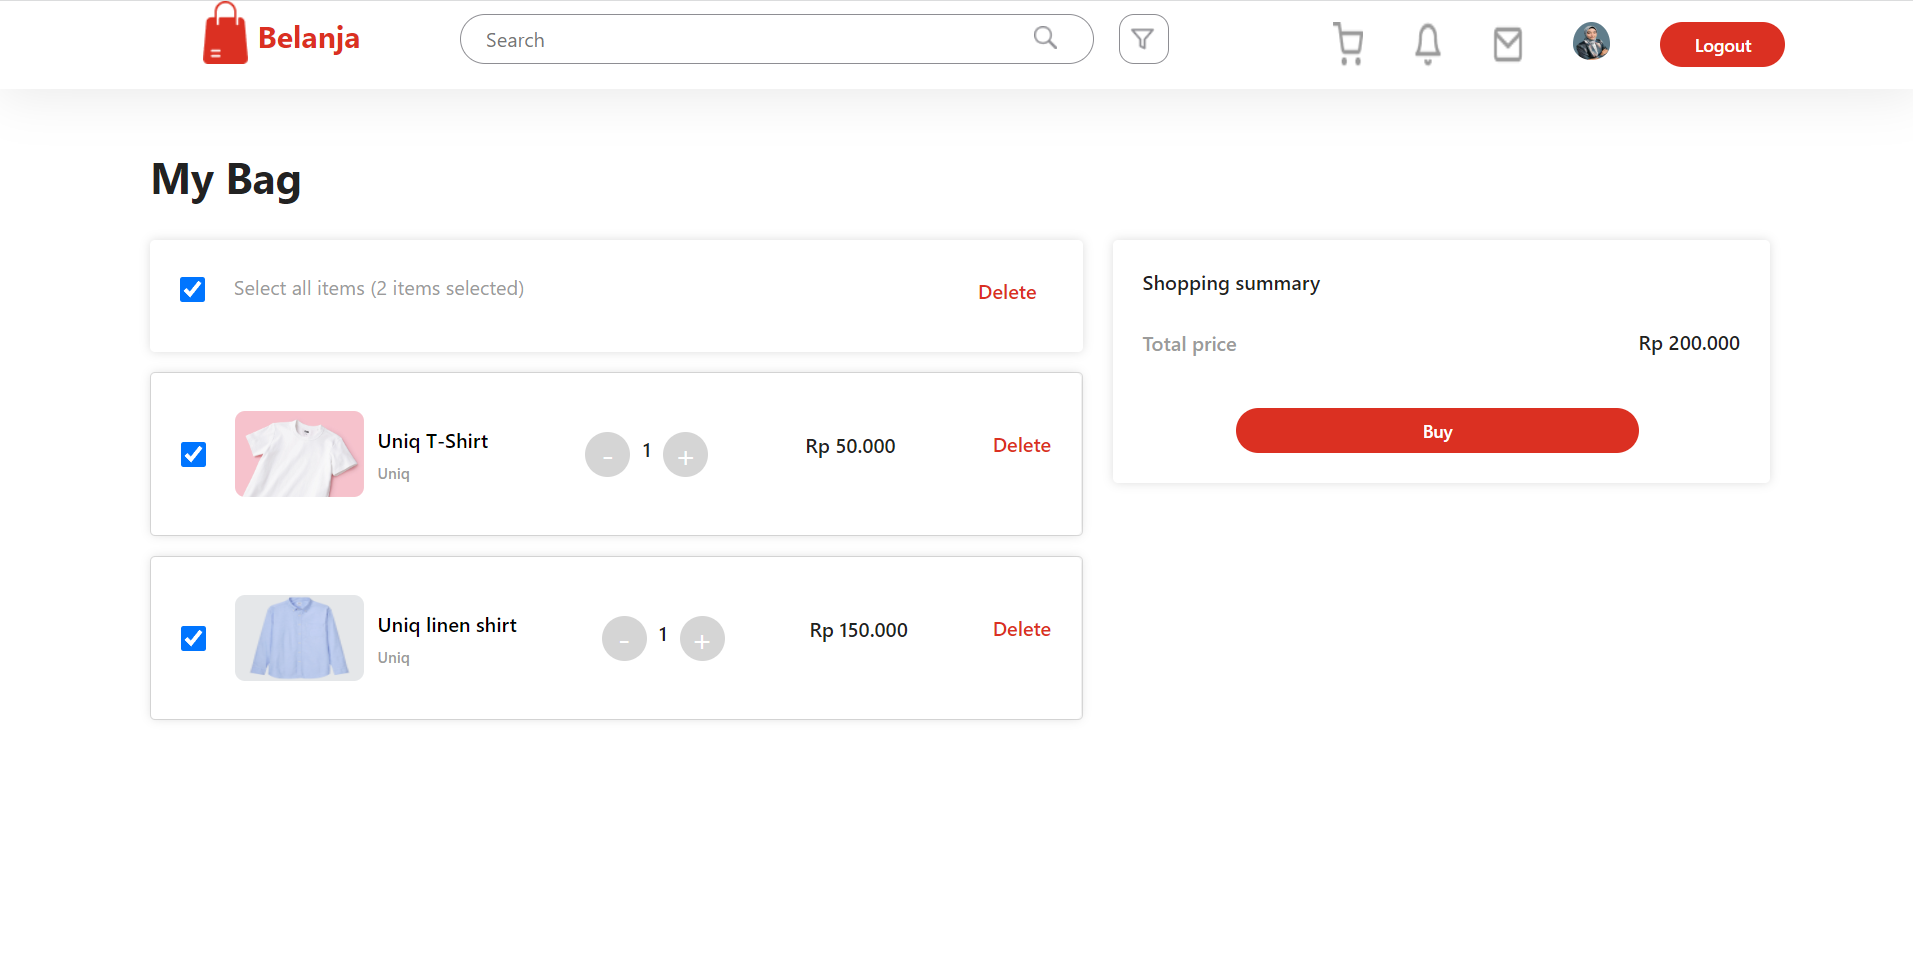 Belanja
Search
Logout
My Bag
Select all items (2 items selected)
Delete
Shopping summary
Total price
Rp 200.000
Buy
Uniq T-Shirt
Uniq
-
1
+
Rp 50.000
Delete
Uniq linen shirt
Uniq
-
1
+
Rp 150.000
Delete